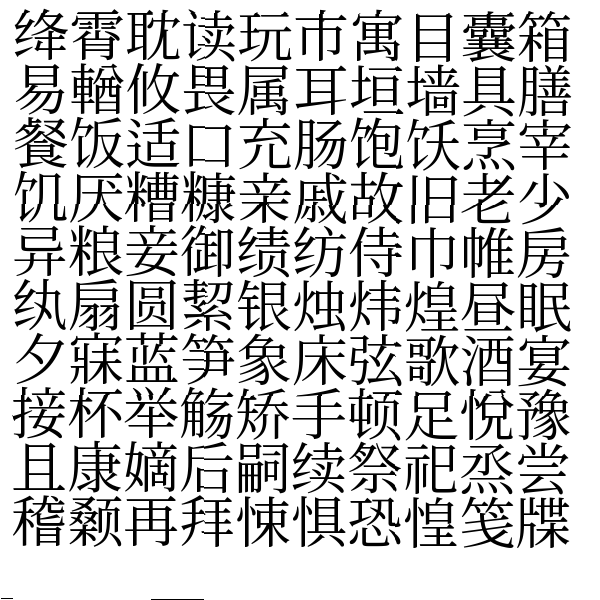 绛霄耽读玩市寓目囊箱
易輶攸畏属耳垣墙具膳
餐饭适口充肠饱饫烹宰
饥厌糟糠亲戚故旧老少
异粮妾御绩纺侍巾帷房
纨扇圆絜银烛炜煌昼眠
夕寐蓝笋象床弦歌酒宴
接杯举觞矫手顿足悅豫
且康嫡后嗣续祭祀烝尝
稽颡再拜悚惧恐惶笺牒